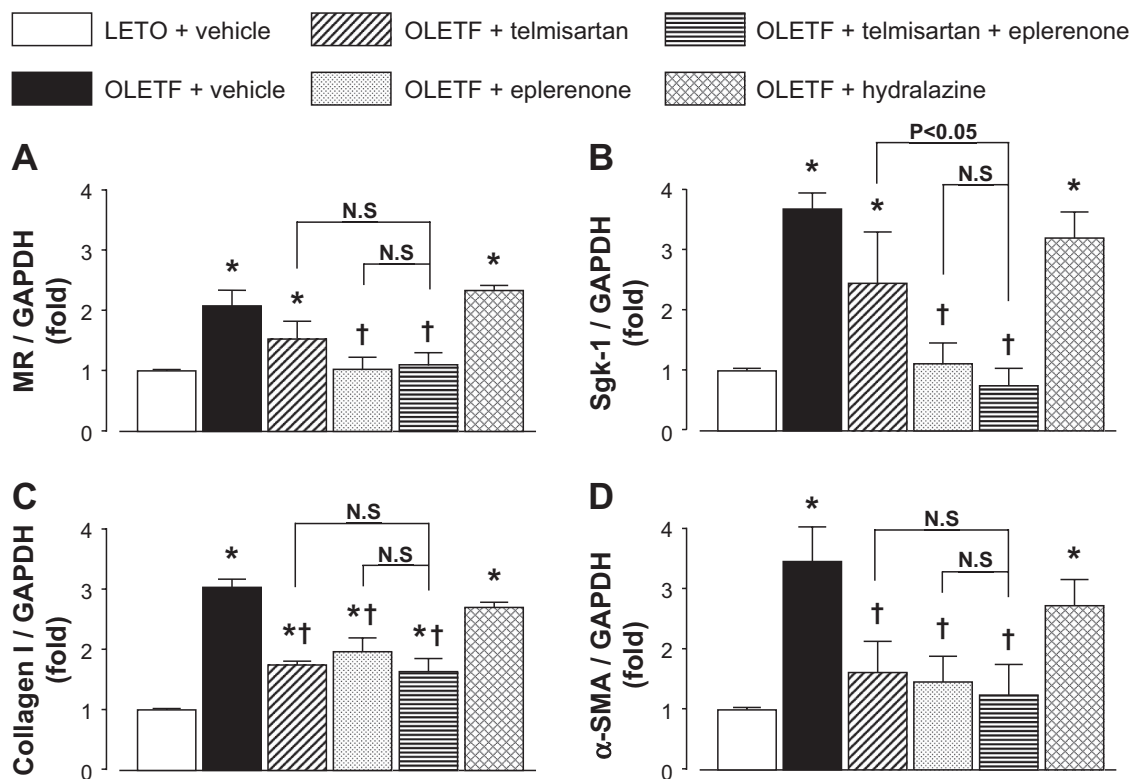 LETO + vehicle
OLETF + telmisartan
OLETF + telmisartan + eplerenone
OLETF + vehicle
OLETF + eplerenone
OLETF + hydralazine
A
MR / GAPDH
(fold)
4
3
2
1
0
*
*
†
†
*
N.S
N.S
B
Sgk-1 / GAPDH
(fold)
4
3
2
1
0
*
*
†
†
*
P<0.05
N.S
C
Collagen I / GAPDH
(fold)
4
3
2
1
0
*
*†
*†
*†
*
N.S
N.S
D
α-SMA / GAPDH
(fold)
4
3
2
1
0
*
†
†
†
*
N.S
N.S